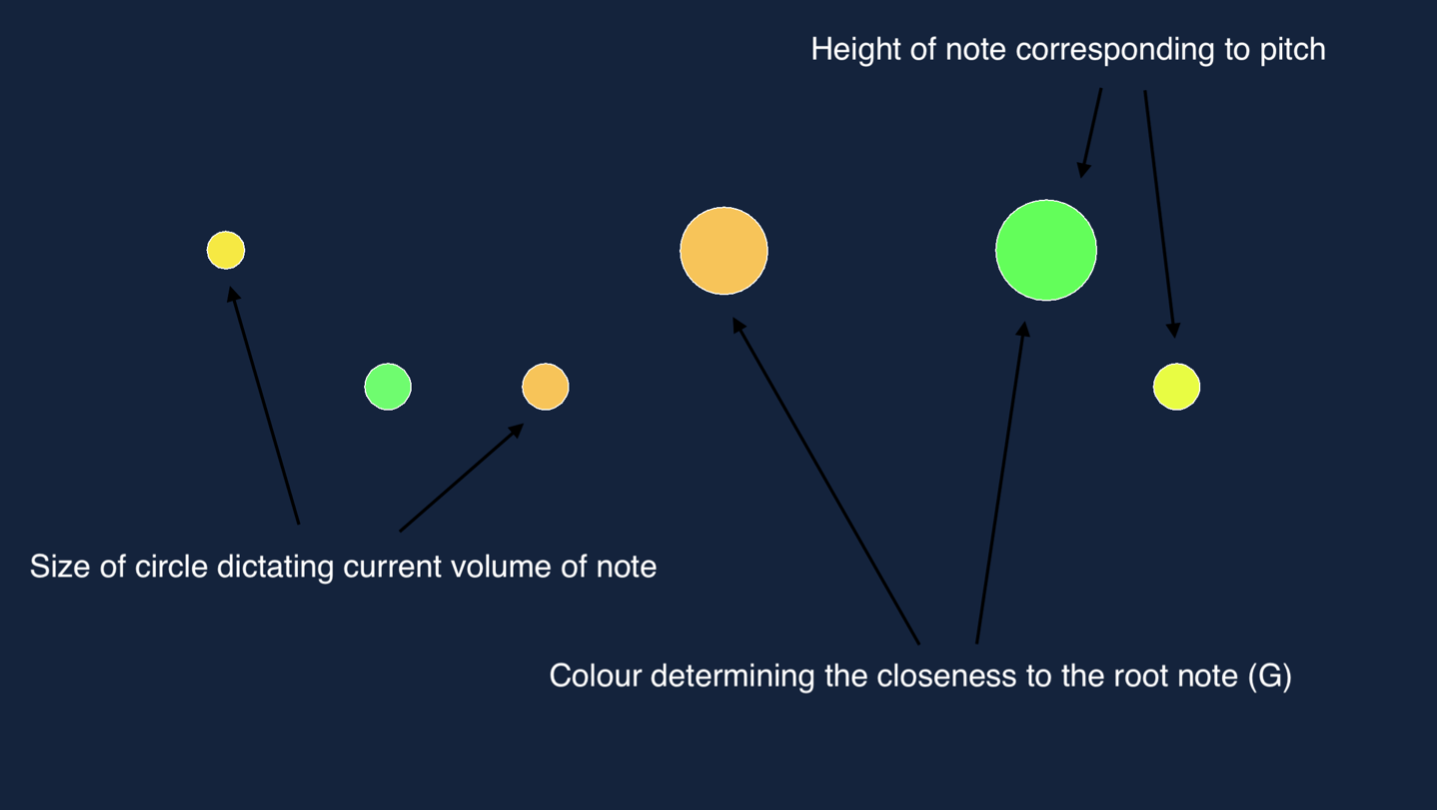 Height of note corresponding to pitch
Size of circle dictating current volume of note
Colour determining the closeness to the root note (G)